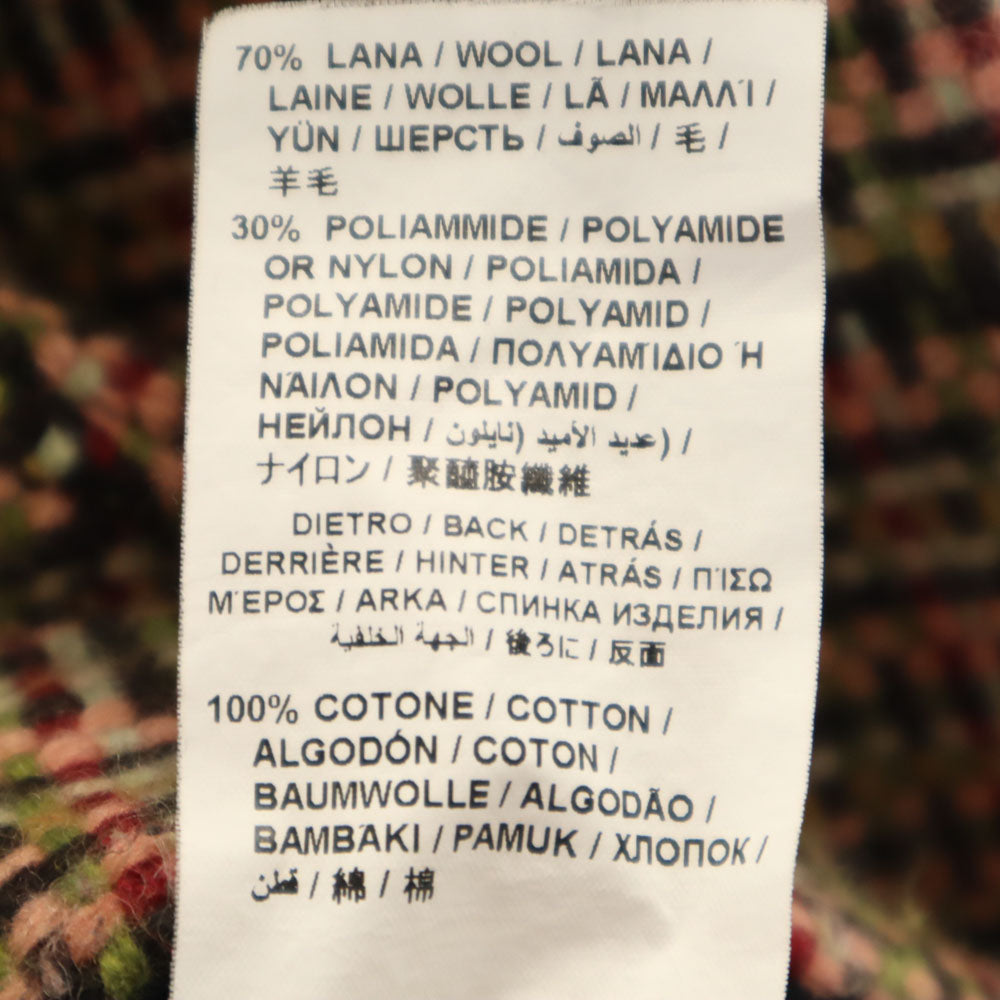 70% LANA / WOOL / LANA /
LAINE / WOLLE / LÃ / ΜΑΛΛΊ /
YÜN / ШЕРСТЬ / الصوف / 毛 /
羊毛
30% POLIAMMIDE / POLYAMIDE
OR NYLON / POLIAMIDA /
POLYAMIDE / POLYAMID /
POLIAMIDA / ΠΟΛΥΑΜΊΔΙΟ Ή
ΝΆΙΛΟΝ / POLYAMID /
НЕЙЛОН / عديد الأميد (نايلون) /
ナイロン / 聚醯胺纖維
DIETRO / BACK / DETRÁS /
DERRIÈRE / HINTER / ATRÁS / ΠΊΣΩ
ΜΈΡΟΣ / ARKA / СПИНКА ИЗДЕЛИЯ /
الجهة الخلفية / 後ろに / 反面
100% COTONE / COTTON /
ALGODÓN / COTON /
BAUMWOLLE / ALGODÃO /
ΒΑΜΒΆΚΙ / PAMUK / ХЛОПОК /
قطن / 綿 / 棉